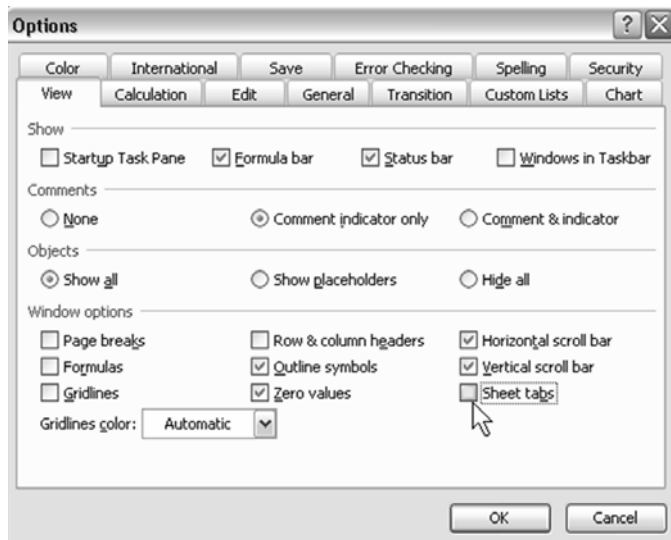 Options
Color International Save Error Checking Spelling Security
View Calculation Edit General Transition Custom Lists Chart
Show
Startup Task Pane Formula bar Status bar Windows in Taskbar
Comments
None Comment indicator only Comment & indicator
Objects
Show all Show placeholders Hide all
Window options
Page breaks Row & column headers Horizontal scroll bar
Formulas Outline symbols Vertical scroll bar
Gridlines Zero values Sheet tabs
Gridlines color: Automatic
OK Cancel